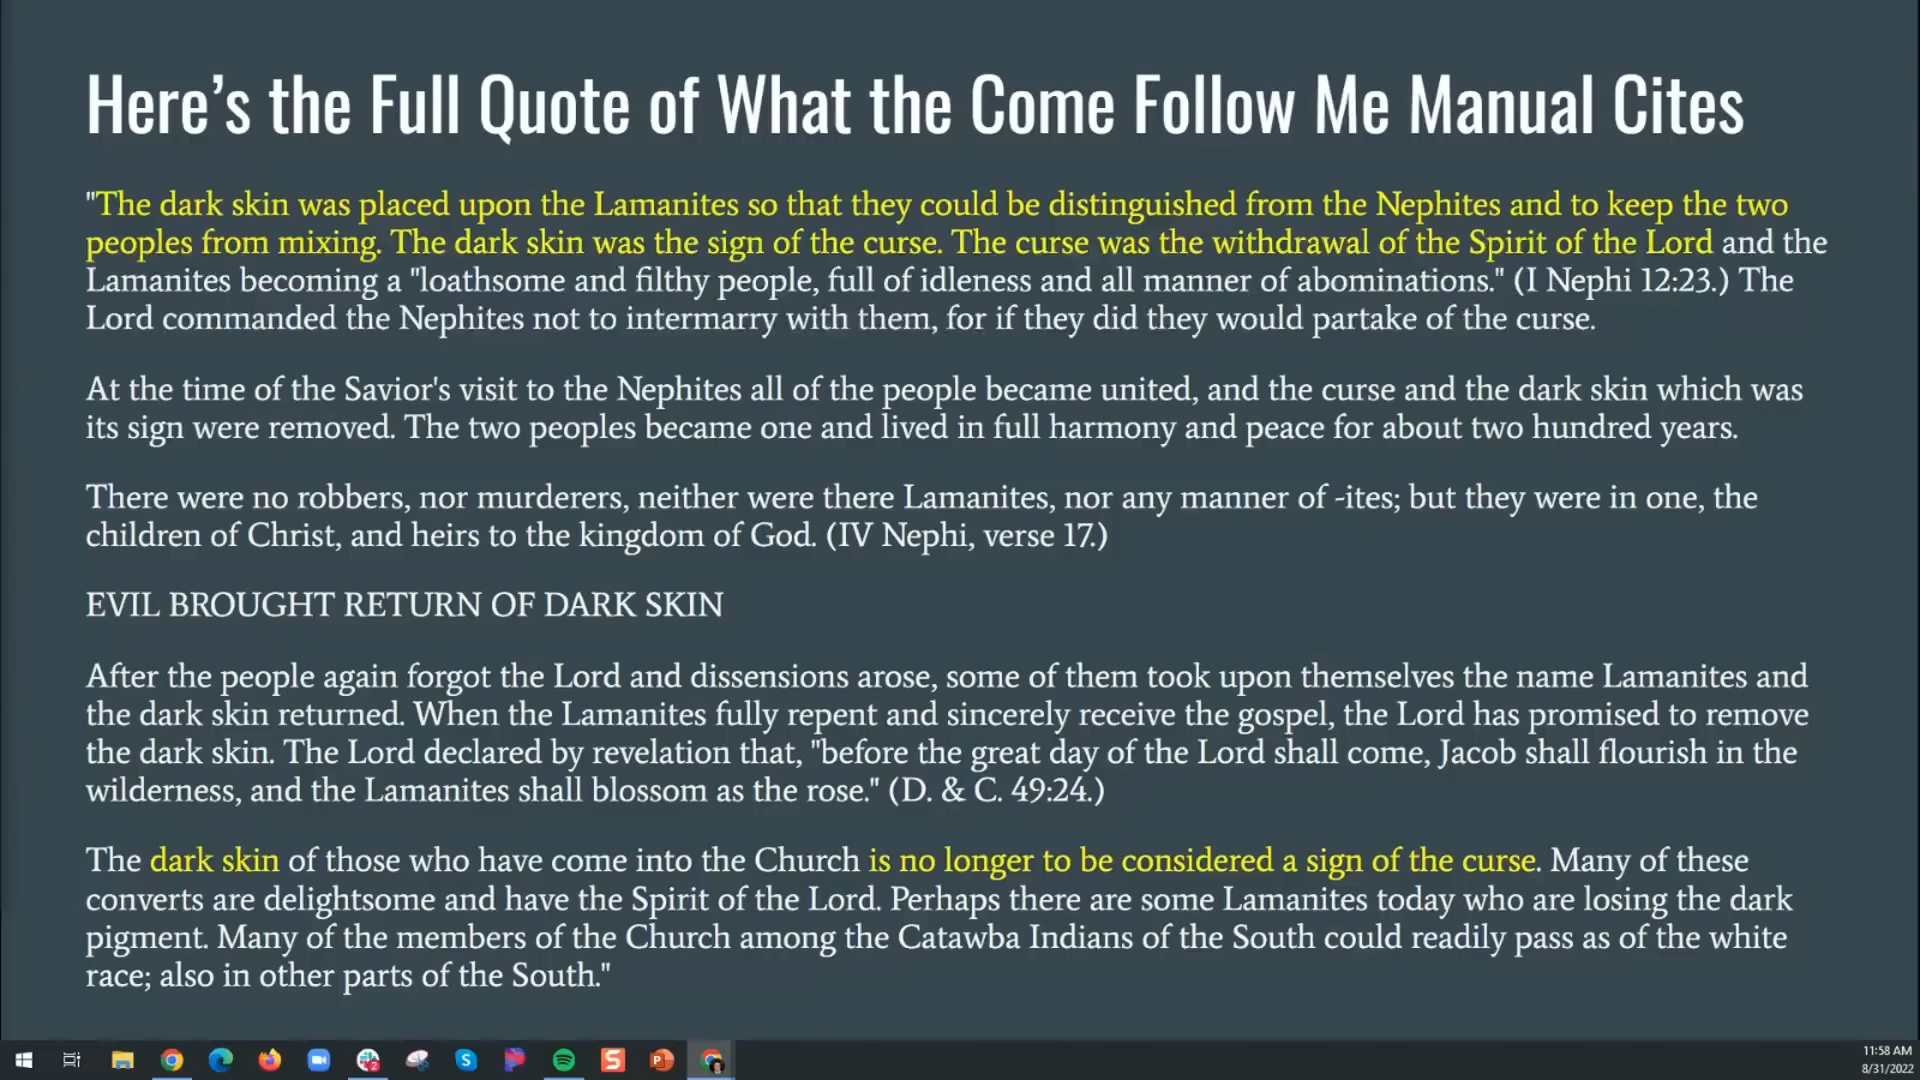 Here’s the Full Quote of What the Come Follow Me Manual Cites
"The dark skin was placed upon the Lamanites so that they could be distinguished from the Nephites and to keep the two
peoples from mixing. The dark skin was the sign of the curse. The curse was the withdrawal of the Spirit of the Lord and the
Lamanites becoming a "loathsome and filthy people, full of idleness and all manner of abominations." (I Nephi 12:23.) The
Lord commanded the Nephites not to intermarry with them, for if they did they would partake of the curse.
At the time of the Savior's visit to the Nephites all of the people became united, and the curse and the dark skin which was
its sign were removed. The two peoples became one and lived in full harmony and peace for about two hundred years.
There were no robbers, nor murderers, neither were there Lamanites, nor any manner of -ites; but they were in one, the
children of Christ, and heirs to the kingdom of God. (IV Nephi, verse 17.)
EVIL BROUGHT RETURN OF DARK SKIN
After the people again forgot the Lord and dissensions arose, some of them took upon themselves the name Lamanites and
the dark skin returned. When the Lamanites fully repent and sincerely receive the gospel, the Lord has promised to remove
the dark skin. The Lord declared by revelation that, "before the great day of the Lord shall come, Jacob shall flourish in the
wilderness, and the Lamanites shall blossom as the rose." (D. & C. 49:24.)
The dark skin of those who have come into the Church is no longer to be considered a sign of the curse. Many of these
converts are delightsome and have the Spirit of the Lord. Perhaps there are some Lamanites today who are losing the dark
pigment. Many of the members of the Church among the Catawba Indians of the South could readily pass as of the white
race; also in other parts of the South."
11:58 AM
8/31/2022